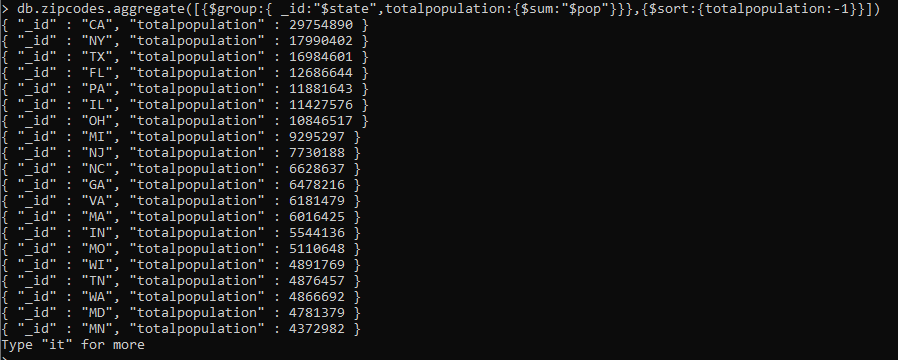 > db.zipcodes.aggregate([{$group:{ _id:"$state",totalpopulation:{$sum:"$pop"}}},{$sort:{totalpopulation:-1}}])
{ "_id" : "CA", "totalpopulation" : 29754890 }
{ "_id" : "NY", "totalpopulation" : 17990402 }
{ "_id" : "TX", "totalpopulation" : 16984601 }
{ "_id" : "FL", "totalpopulation" : 12686644 }
{ "_id" : "PA", "totalpopulation" : 11881643 }
{ "_id" : "IL", "totalpopulation" : 11427576 }
{ "_id" : "OH", "totalpopulation" : 10846517 }
{ "_id" : "MI", "totalpopulation" : 9295297 }
{ "_id" : "NJ", "totalpopulation" : 7730188 }
{ "_id" : "NC", "totalpopulation" : 6628637 }
{ "_id" : "GA", "totalpopulation" : 6478216 }
{ "_id" : "VA", "totalpopulation" : 6181479 }
{ "_id" : "MA", "totalpopulation" : 6016425 }
{ "_id" : "IN", "totalpopulation" : 5544136 }
{ "_id" : "MO", "totalpopulation" : 5110648 }
{ "_id" : "WI", "totalpopulation" : 4891769 }
{ "_id" : "TN", "totalpopulation" : 4876457 }
{ "_id" : "WA", "totalpopulation" : 4866692 }
{ "_id" : "MD", "totalpopulation" : 4781379 }
{ "_id" : "MN", "totalpopulation" : 4372982 }
Type "it" for more